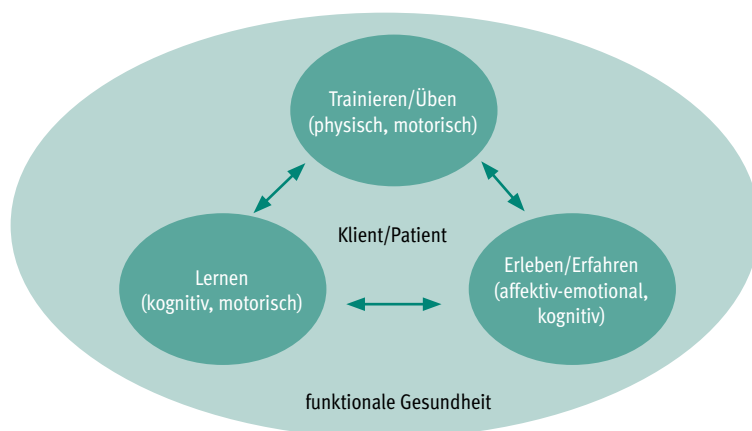 Trainieren/Üben
(physisch, motorisch)
Klient/Patient
Lernen
(kognitiv, motorisch)
Erleben/Erfahren
(affektiv-emotional,
kognitiv)
funktionale Gesundheit